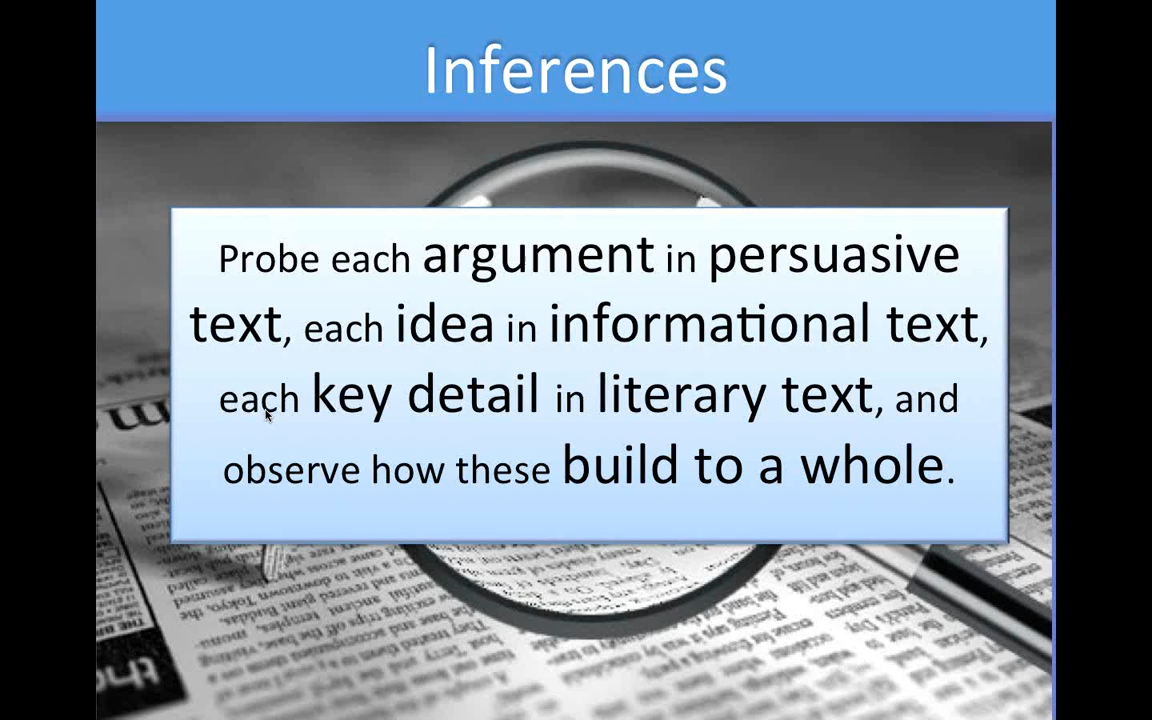 Inferences
Probe each argument in persuasive
text, each idea in informational text,
each key detail in literary text, and
observe how these build to a whole.